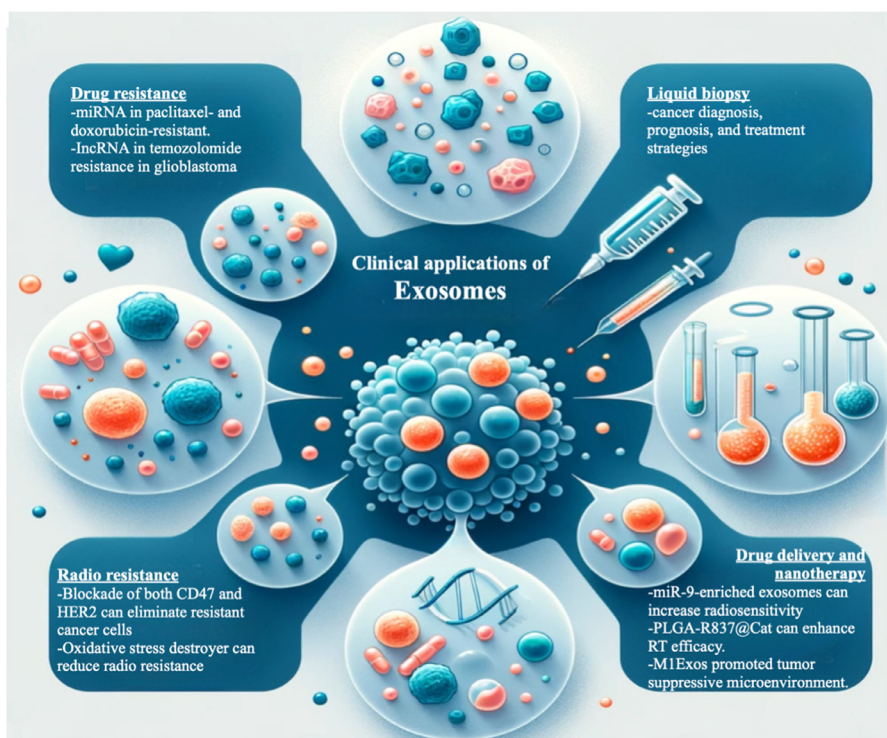 Drug resistance
-miRNA in paclitaxel- and
doxorubicin-resistant.
-IncRNA in temozolomide
resistance in glioblastoma
Liquid biopsy
-cancer diagnosis,
prognosis, and treatment
strategies
Clinical applications of
Exosomes
Radio resistance
-Blockade of both CD47 and
HER2 can eliminate resistant
cancer cells
-Oxidative stress destroyer can
reduce radio resistance
Drug delivery and
nanotherapy
-miR-9-enriched exosomes can
increase radiosensitivity
-PLGA-R837@Cat can enhance
RT efficacy.
-M1Exos promoted tumor
suppressive microenvironment.